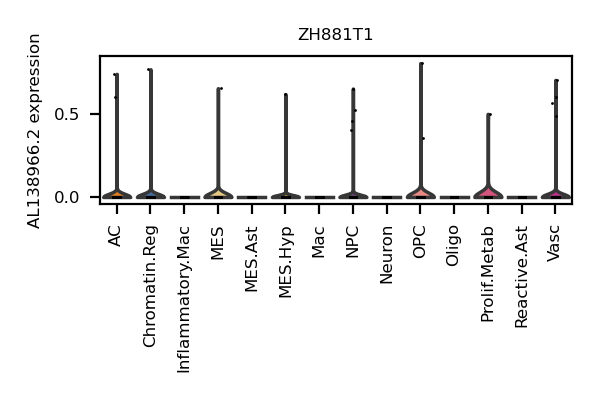 ZH881T1
AL138966.2 expression
0.5
0.0
AC
Chromatin.Reg
Inflammatory.Mac
MES
MES.Ast
MES.Hyp
Mac
NPC
Neuron
OPC
Oligo
Prolif.Metab
Reactive.Ast
Vasc